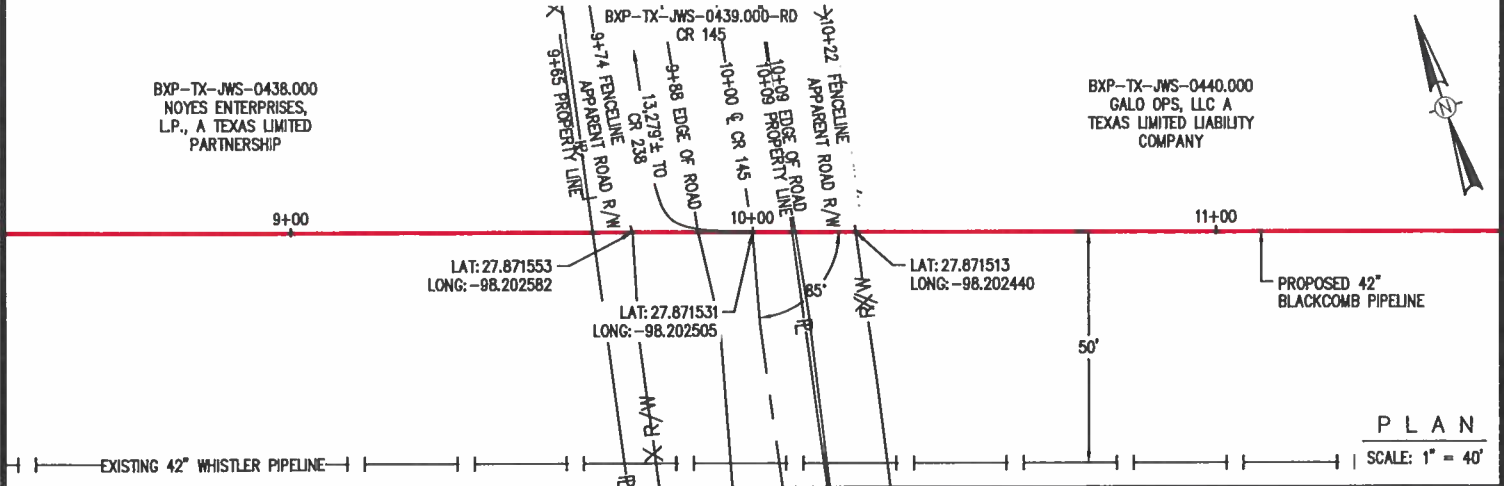 BXP-TX-JWS-0439.000-RD
CR 145
BXP-TX-JWS-0438.000
NOYES ENTERPRISES,
L.P., A TEXAS LIMITED
PARTNERSHIP
9+65 PROPERTY LINE
9+74 FENCELINE
APPARENT ROAD R/W
13,279'± TO
CR 238
9+88 EDGE OF ROAD
10+00 ℄ CR 145
10+09 EDGE OF ROAD
10+09 PROPERTY LINE
10+22 FENCELINE
APPARENT ROAD R/W
BXP-TX-JWS-0440.000
GALO OPS, LLC A
TEXAS LIMITED LIABILITY
COMPANY
N
9+00
10+00
11+00
LAT: 27.871553
LONG: -98.202582
LAT: 27.871531
LONG: -98.202505
LAT: 27.871513
LONG: -98.202440
85'
PL
R/W
PROPOSED 42"
BLACKCOMB PIPELINE
50'
R/W
PL
EXISTING 42" WHISTLER PIPELINE
PLAN
SCALE: 1" = 40'